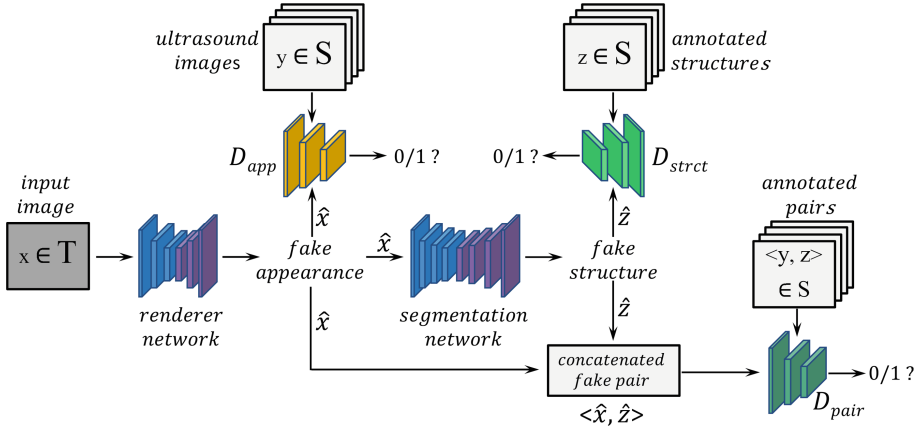 ultrasound
images
y ∈ S
z ∈ S
annotated
structures
D_app
0/1 ?
0/1 ?
D_strct
input
image
x ∈ T
x̂
fake
appearance
x̂
x̂
ẑ
fake
structure
ẑ
annotated
pairs
<y, z>
∈ S
renderer
network
segmentation
network
concatenated
fake pair
<x̂, ẑ>
0/1 ?
D_pair